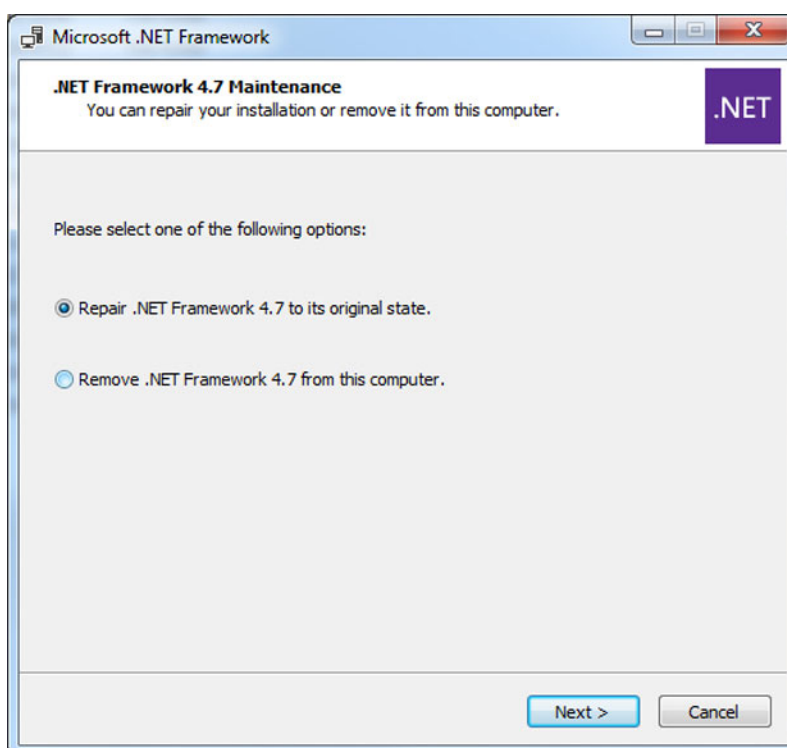 Microsoft .NET Framework
.NET Framework 4.7 Maintenance
You can repair your installation or remove it from this computer.
.NET
Please select one of the following options:
Repair .NET Framework 4.7 to its original state.
Remove .NET Framework 4.7 from this computer.
Next >
Cancel